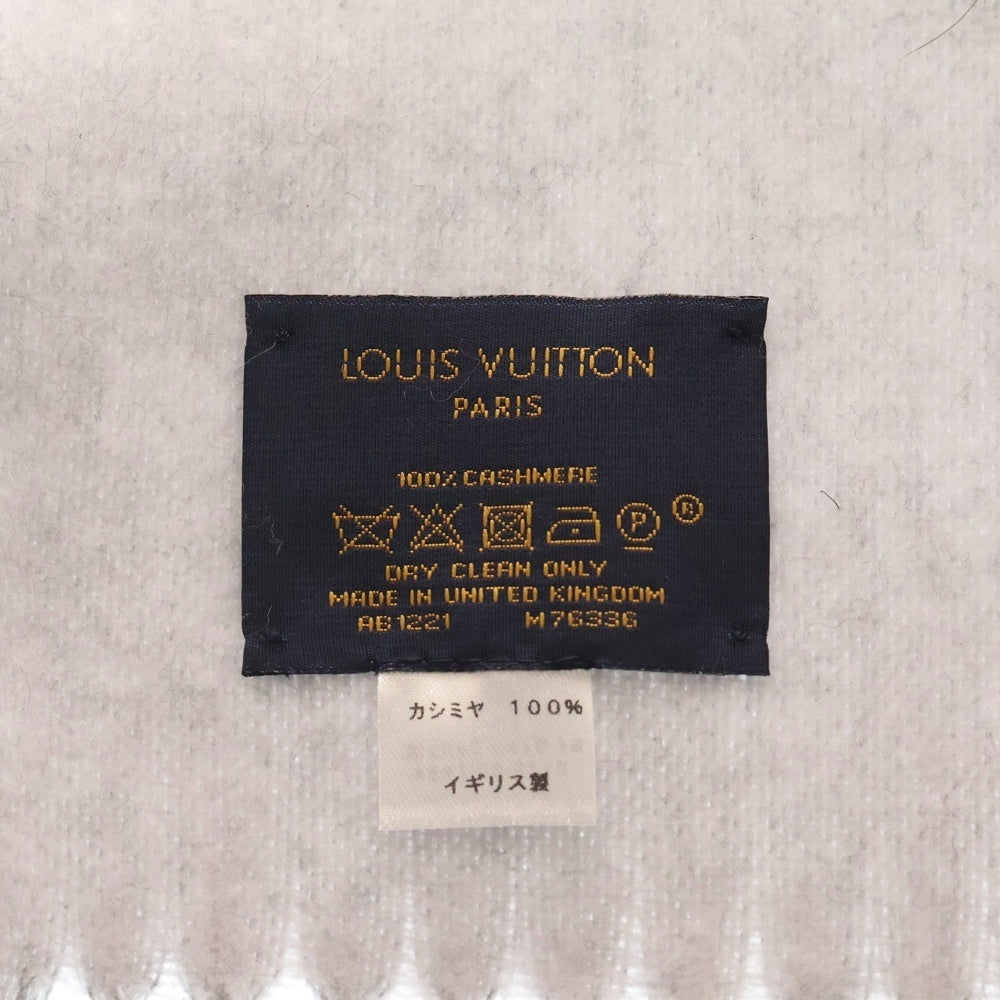 LOUIS VUITTON
PARIS
100% CASHMERE
P ®
DRY CLEAN ONLY
MADE IN UNITED KINGDOM
AB1221 M76336
カシミヤ 100%
イギリス製